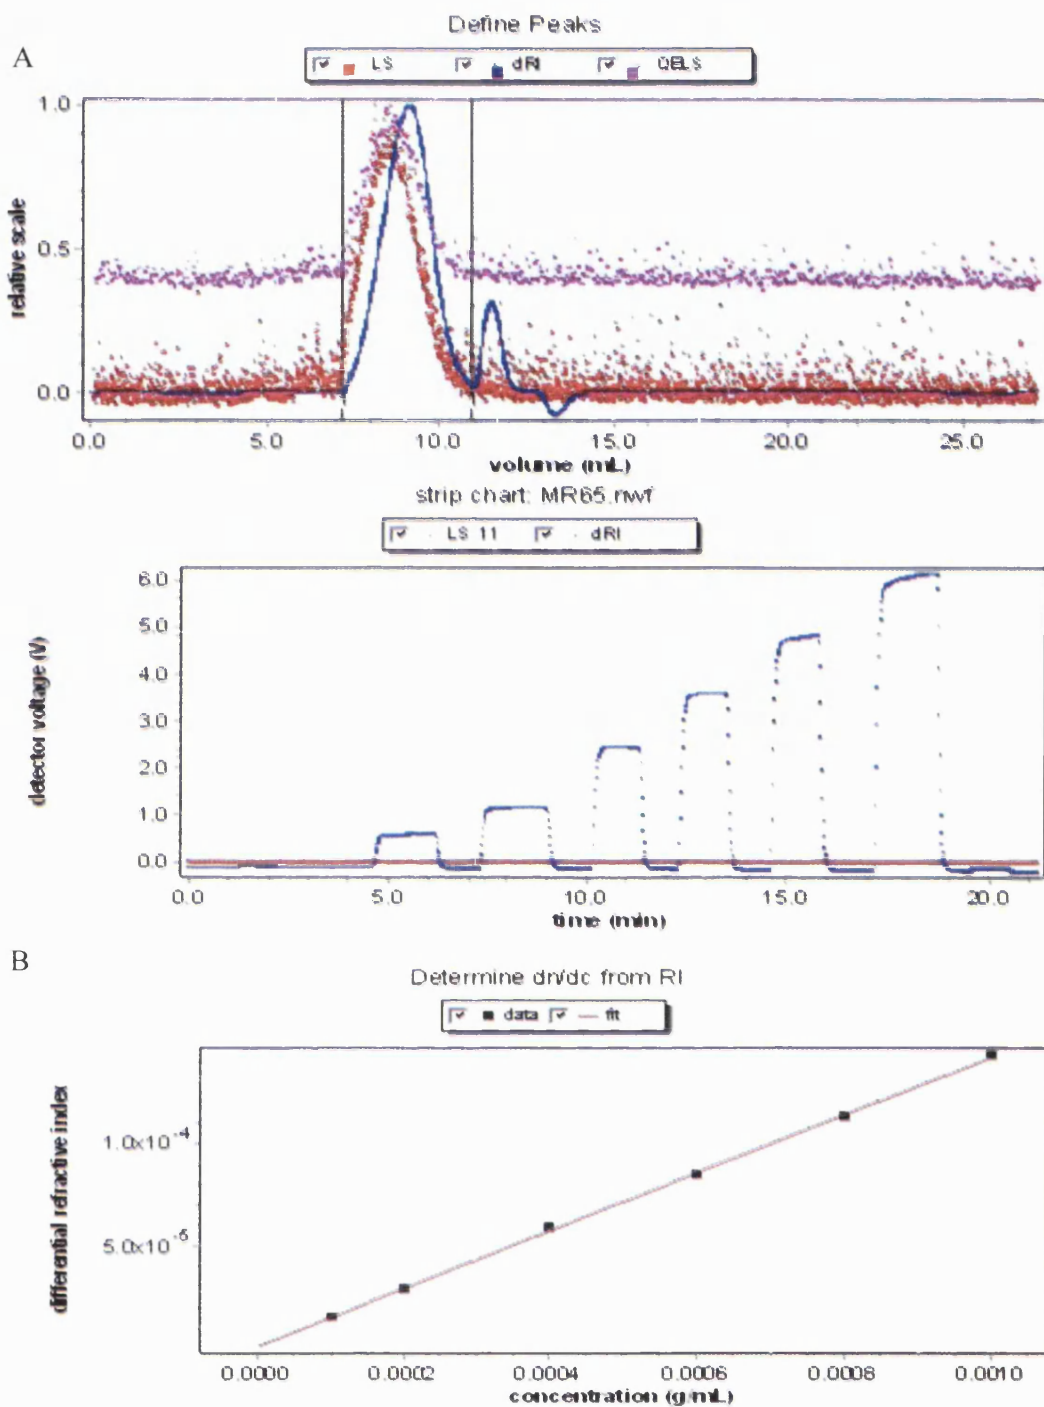 Define Peaks
A
LS dRI QELS
relative scale
1.0
0.5
0.0
0.0 5.0 10.0 15.0 20.0 25.0
volume (mL)
strip chart: MR65.nwf
LS 11 dRI
detector voltage (V)
6.0
5.0
4.0
3.0
2.0
1.0
0.0
0.0 5.0 10.0 15.0 20.0
time (min)
B
Determine dn/dc from RI
data fit
differential refractive index
1.0x10⁻⁴
5.0x10⁻⁵
0.0000 0.0002 0.0004 0.0006 0.0008 0.0010
concentration (g/mL)